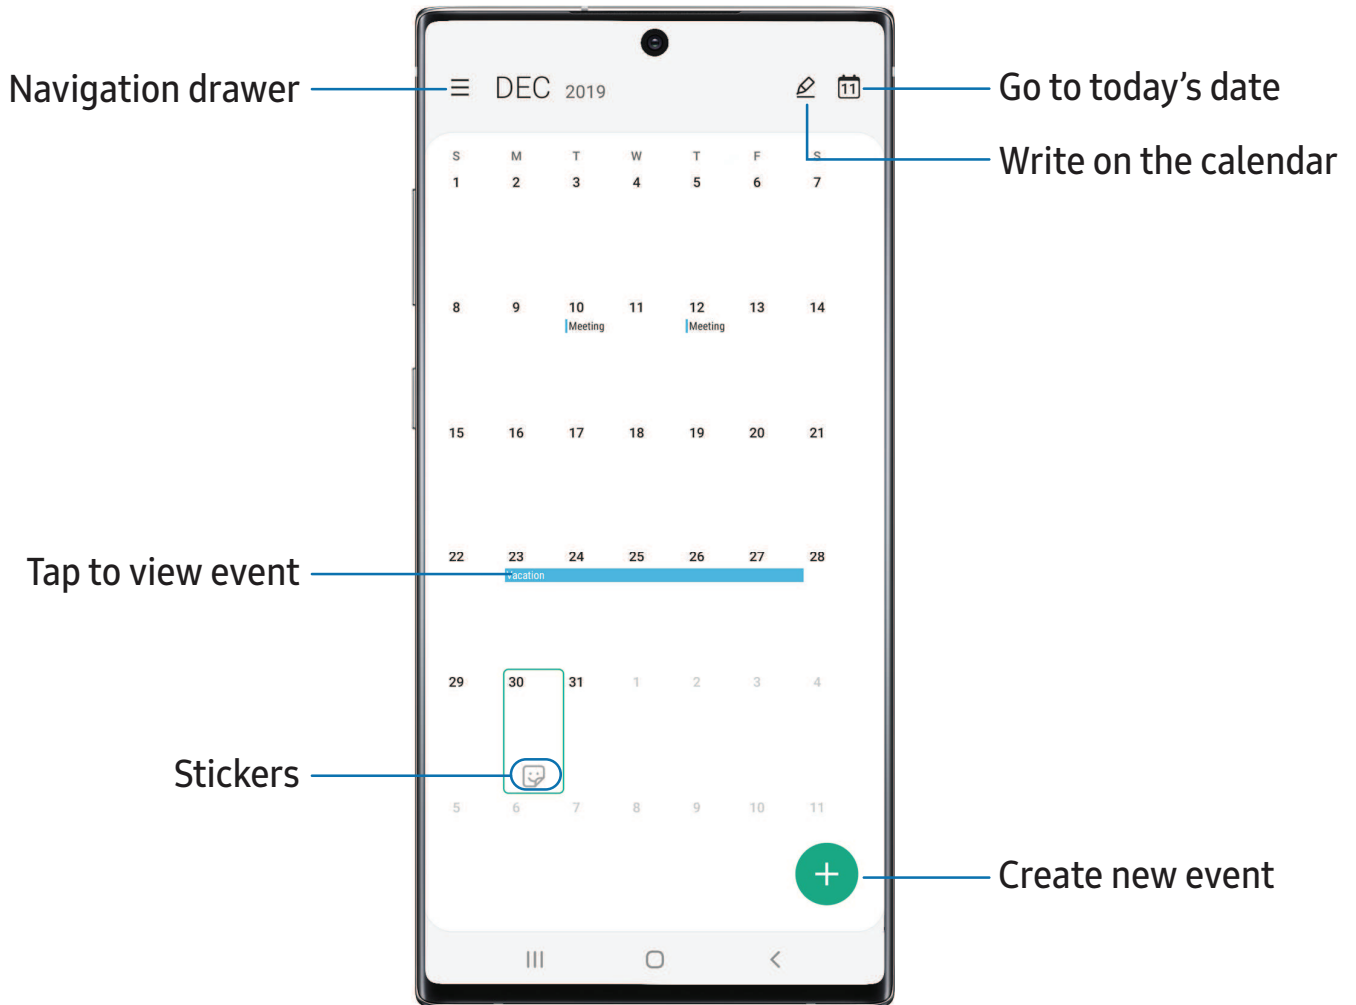 Navigation drawer
DEC 2019
11
Go to today's date
Write on the calendar
S M T W T F S
1 2 3 4 5 6 7
8 9 10 11 12 13 14
Meeting Meeting
15 16 17 18 19 20 21
22 23 24 25 26 27 28
Tap to view event
Vacation
29 30 31 1 2 3 4
Stickers
5 6 7 8 9 10 11
Create new event